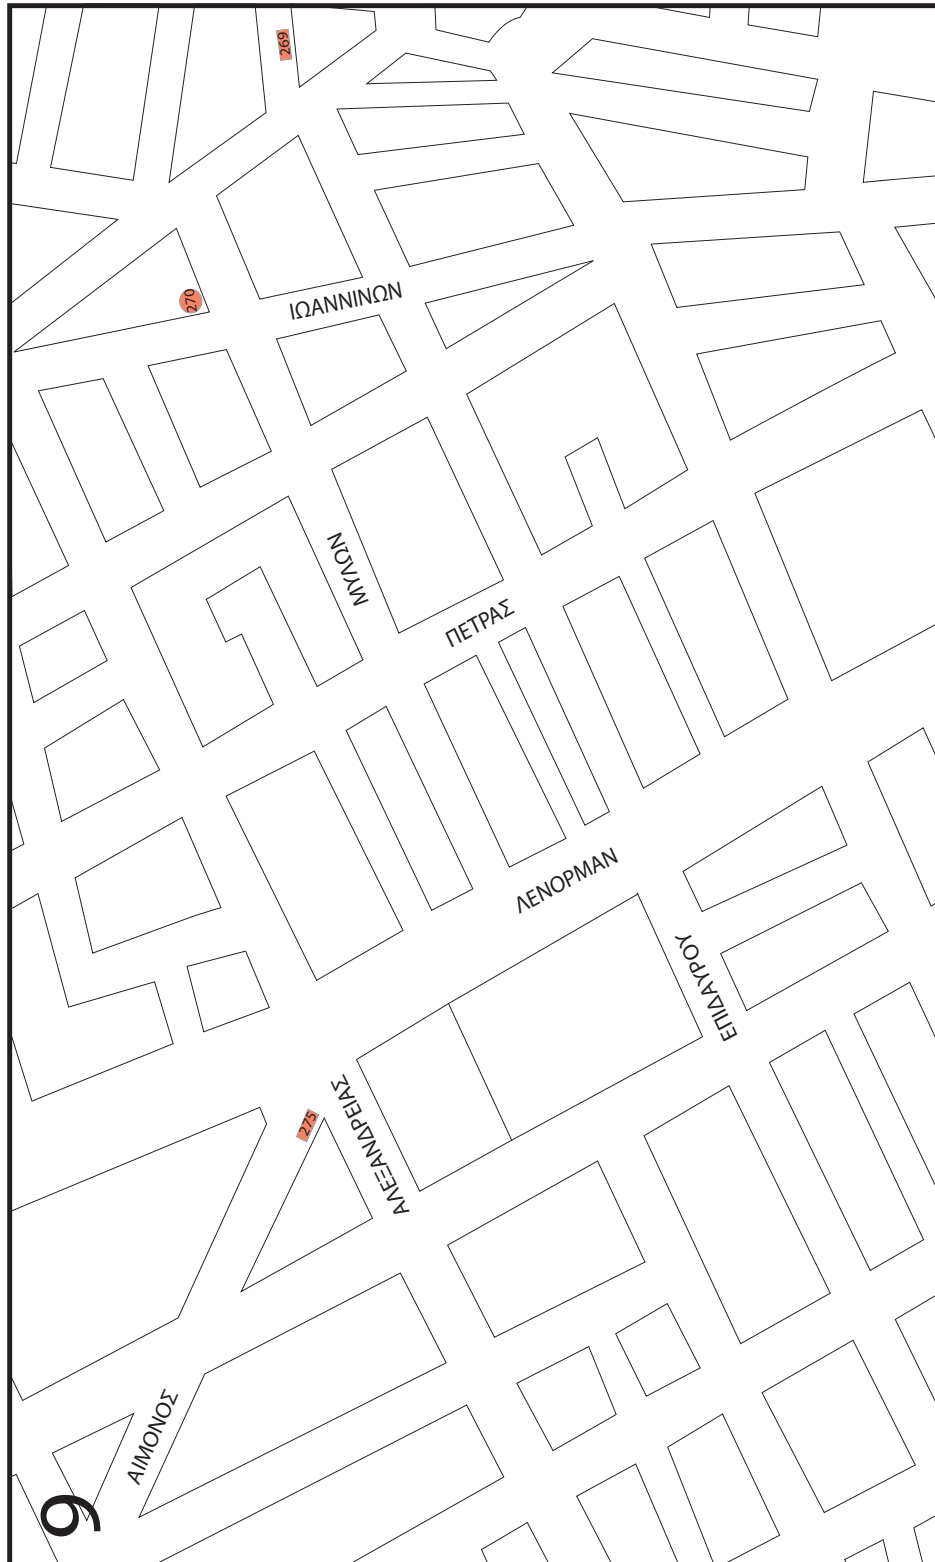 269
270
ΙΩΑΝΝΙΝΩΝ
ΜΥΛΩΝ
ΠΕΤΡΑΣ
ΛΕΝΟΡΜΑΝ
ΕΠΙΔΑΥΡΟΥ
275
ΑΛΕΞΑΝΔΡΕΙΑΣ
ΑΙΜΟΝΟΣ
9